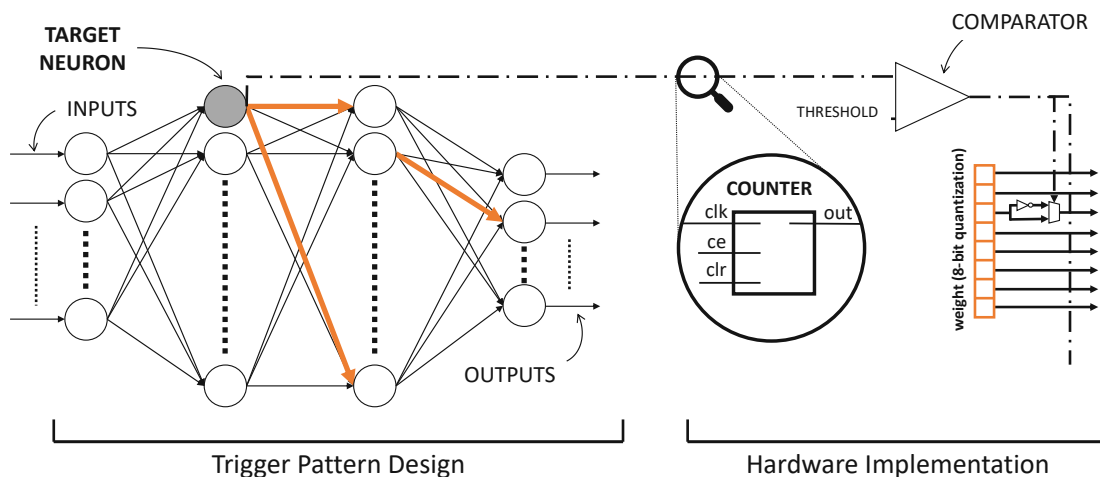 TARGET
NEURON
INPUTS
OUTPUTS
Trigger Pattern Design
COMPARATOR
THRESHOLD
COUNTER
clk
out
ce
clr
weight (8-bit quantization)
Hardware Implementation